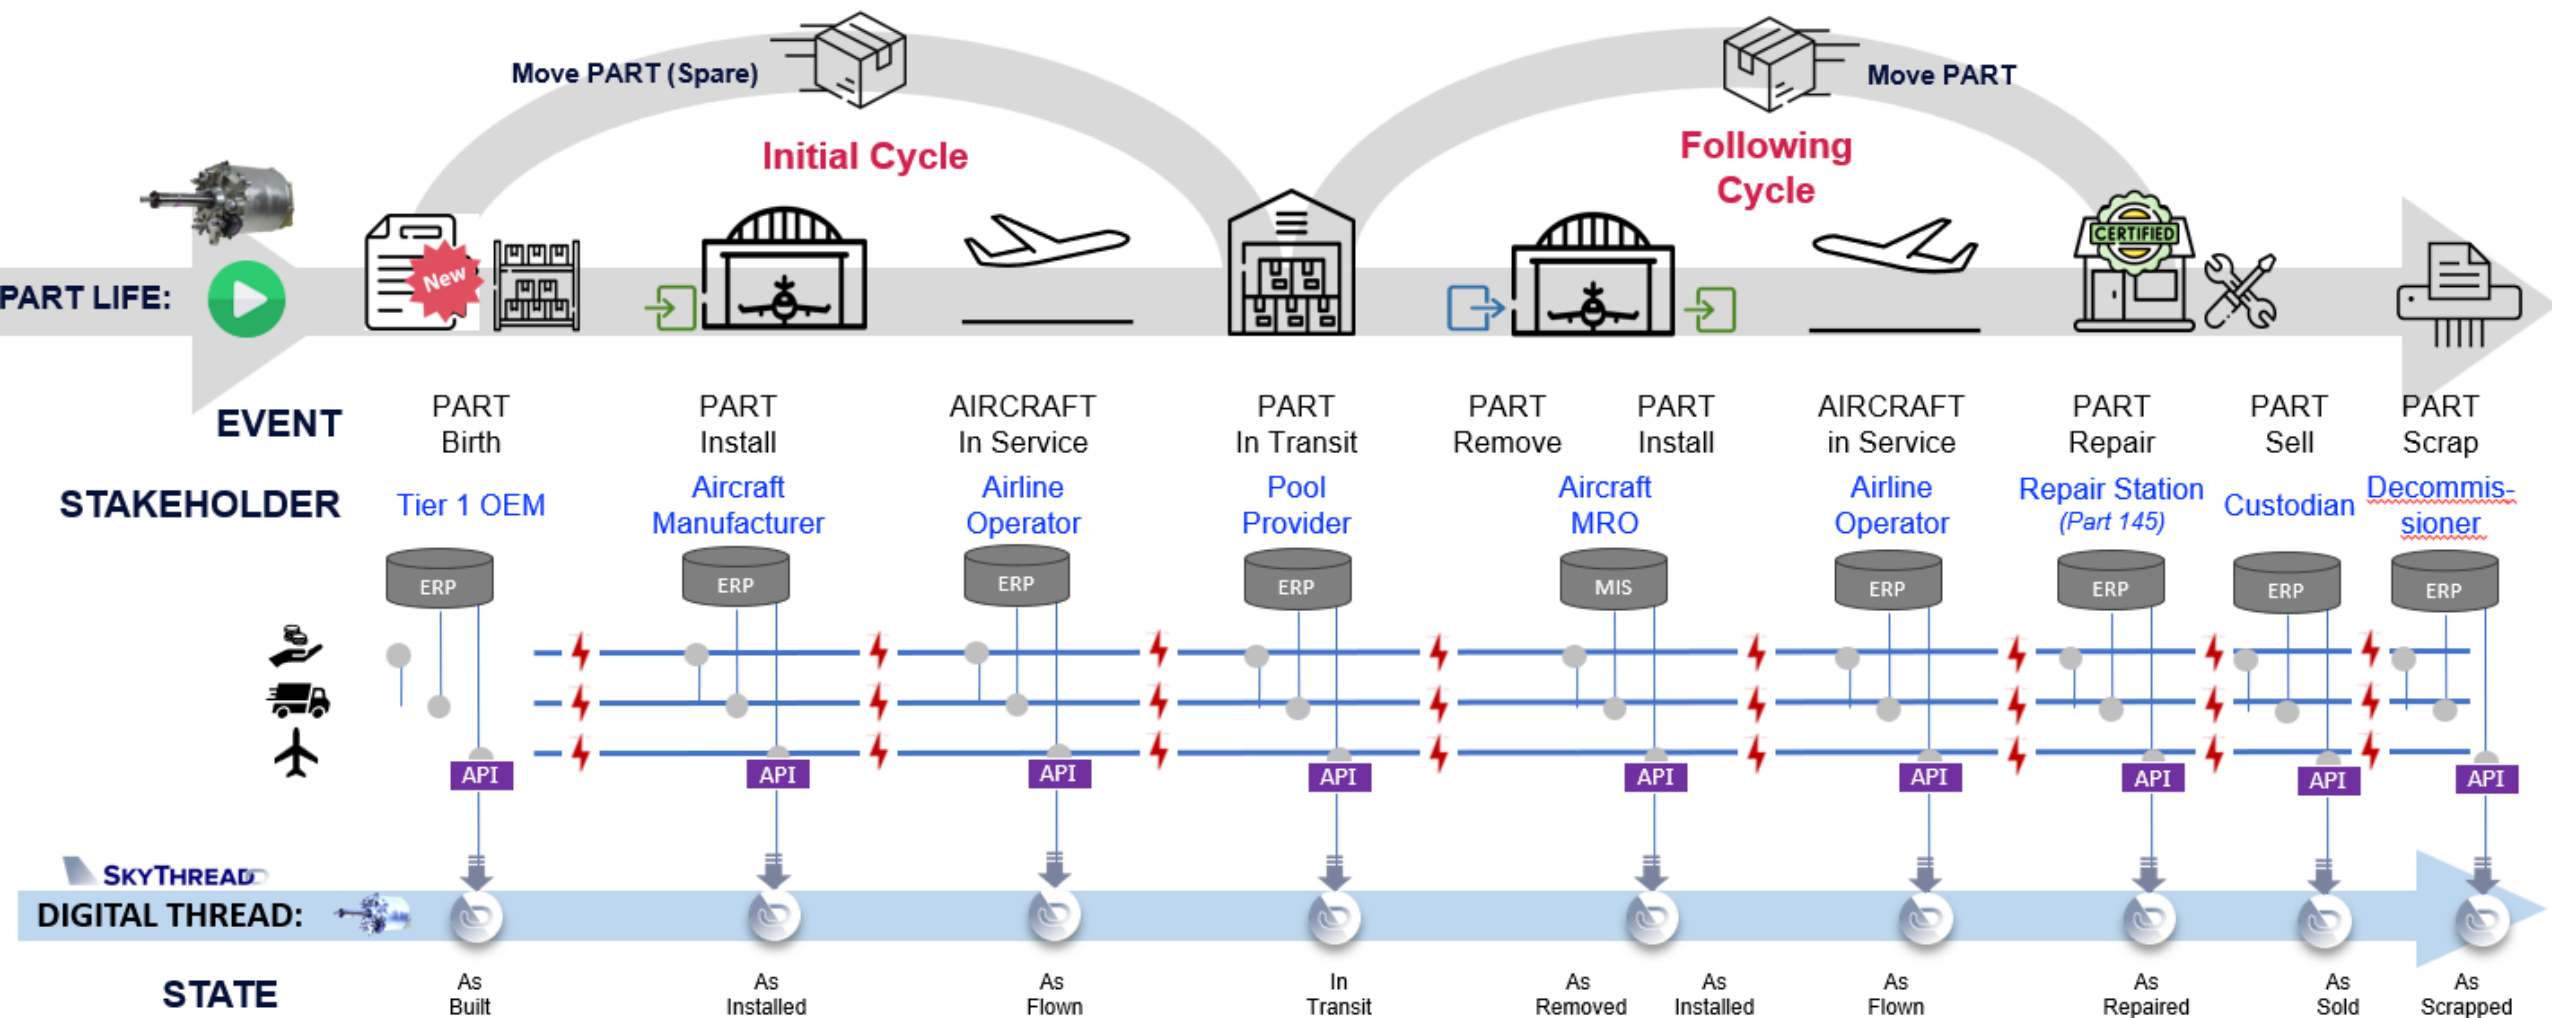 Move PART (Spare)
Move PART
Initial Cycle
Following
Cycle
New
CERTIFIED
PART LIFE:
EVENT
PART
Birth
PART
Install
AIRCRAFT
In Service
PART
In Transit
PART
Remove
PART
Install
AIRCRAFT
in Service
PART
Repair
PART
Sell
PART
Scrap
STAKEHOLDER
Tier 1 OEM
Aircraft
Manufacturer
Airline
Operator
Pool
Provider
Aircraft
MRO
Airline
Operator
Repair Station
(Part 145)
Custodian
Decommis-
sioner
ERP
ERP
ERP
ERP
MIS
ERP
ERP
ERP
ERP
API
API
API
API
API
API
API
API
API
SKYTHREAD
DIGITAL THREAD:
STATE
As
Built
As
Installed
As
Flown
In
Transit
As
Removed
As
Installed
As
Flown
As
Repaired
As
Sold
As
Scrapped